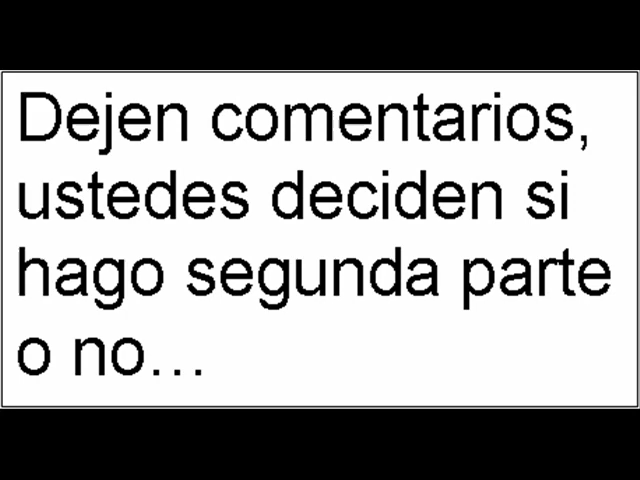 Dejen comentarios,
ustedes deciden si
hago segunda parte
o no...